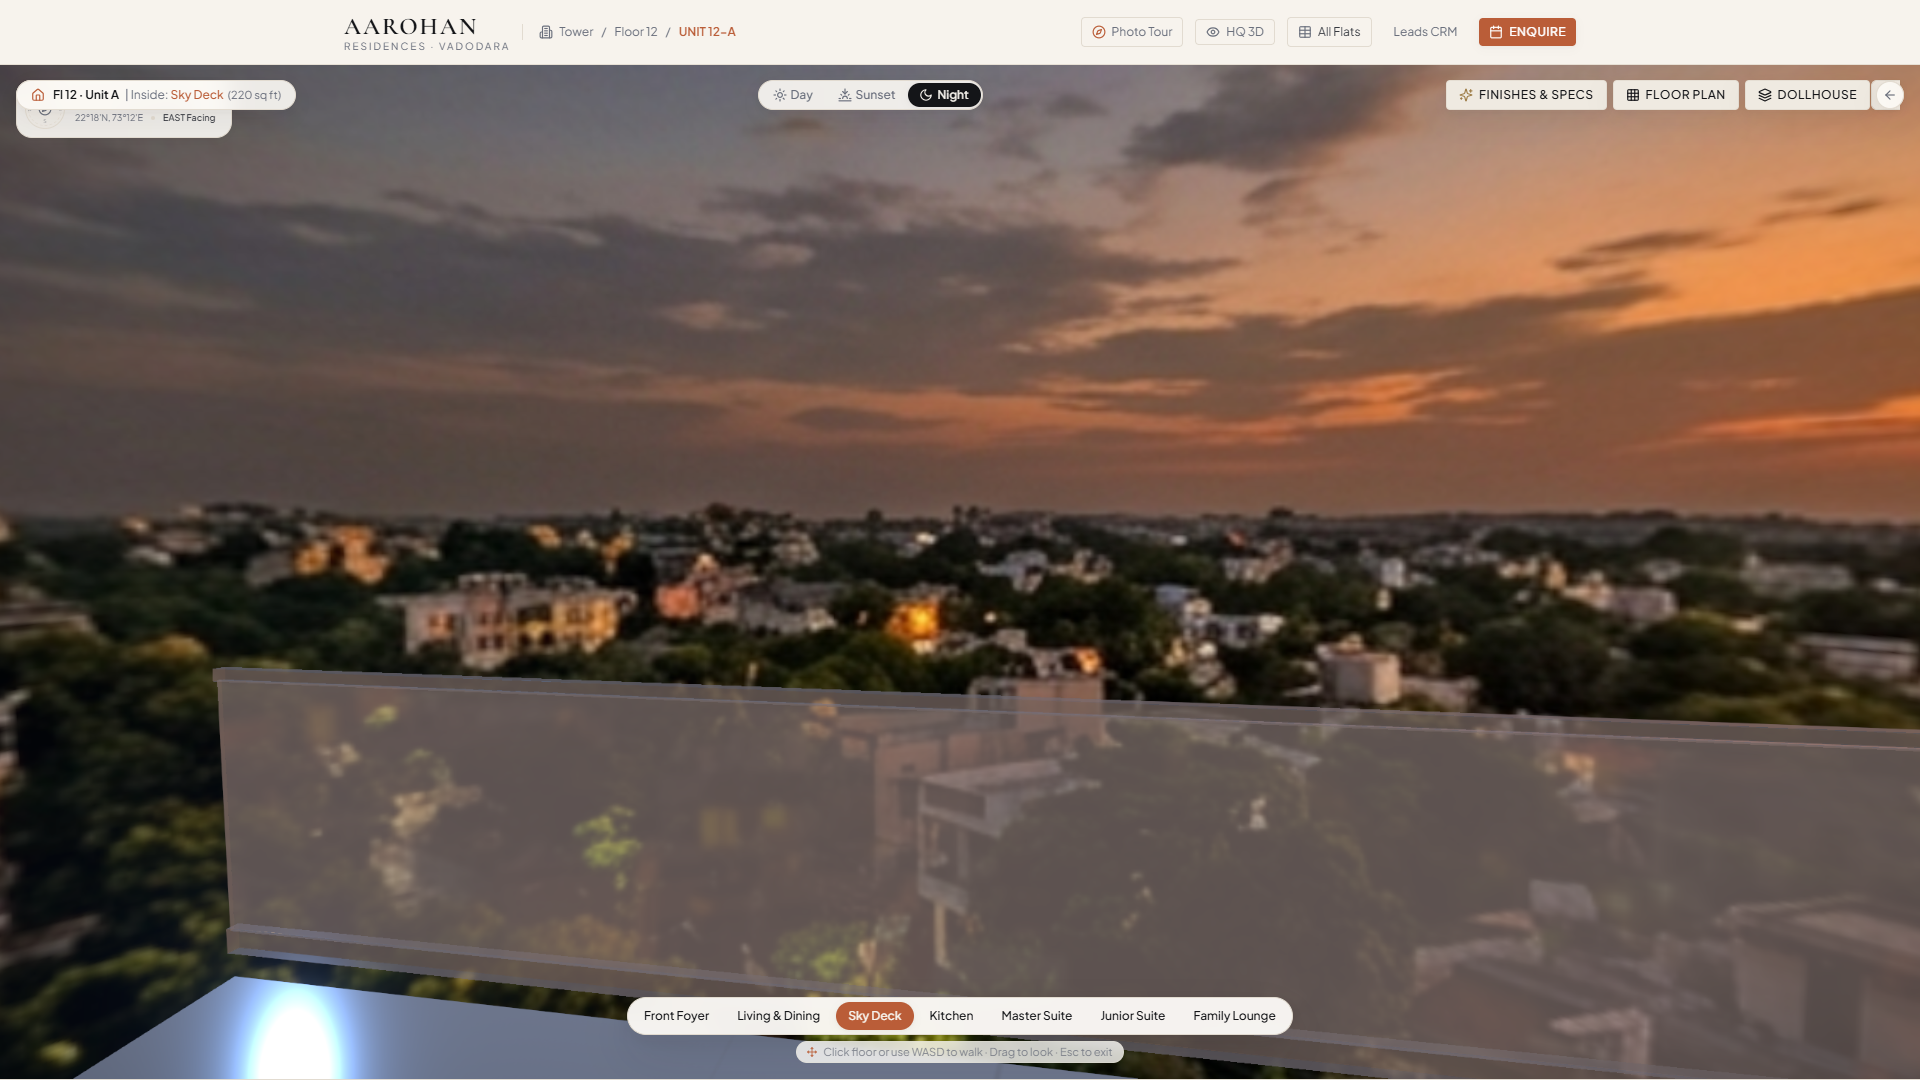 AAROHAN
RESIDENCES · VADODARA
Tower / Floor 12 / UNIT 12-A
Photo Tour
HQ 3D
All Flats
Leads CRM
ENQUIRE
Fl 12 · Unit A | Inside: Sky Deck (220 sq ft)
22°18'N, 73°12'E EAST Facing
Day
Sunset
Night
FINISHES & SPECS
FLOOR PLAN
DOLLHOUSE
Front Foyer
Living & Dining
Sky Deck
Kitchen
Master Suite
Junior Suite
Family Lounge
Click floor or use WASD to walk · Drag to look · Esc to exit